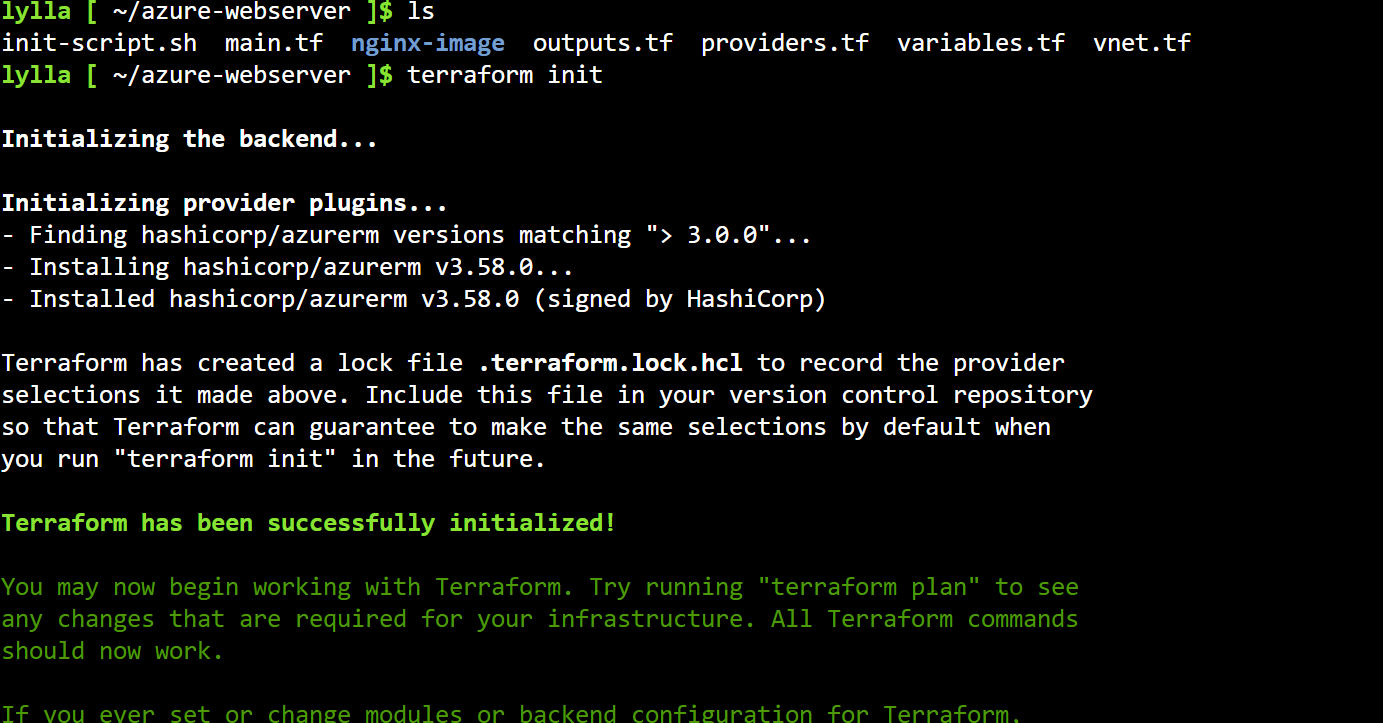 lylla [ ~/azure-webserver ]$ ls
init-script.sh  main.tf  nginx-image  outputs.tf  providers.tf  variables.tf  vnet.tf
lylla [ ~/azure-webserver ]$ terraform init
Initializing the backend...
Initializing provider plugins...
- Finding hashicorp/azurerm versions matching "> 3.0.0"...
- Installing hashicorp/azurerm v3.58.0...
- Installed hashicorp/azurerm v3.58.0 (signed by HashiCorp)
Terraform has created a lock file .terraform.lock.hcl to record the provider
selections it made above. Include this file in your version control repository
so that Terraform can guarantee to make the same selections by default when
you run "terraform init" in the future.
Terraform has been successfully initialized!
You may now begin working with Terraform. Try running "terraform plan" to see
any changes that are required for your infrastructure. All Terraform commands
should now work.
If you ever set or change modules or backend configuration for Terraform,